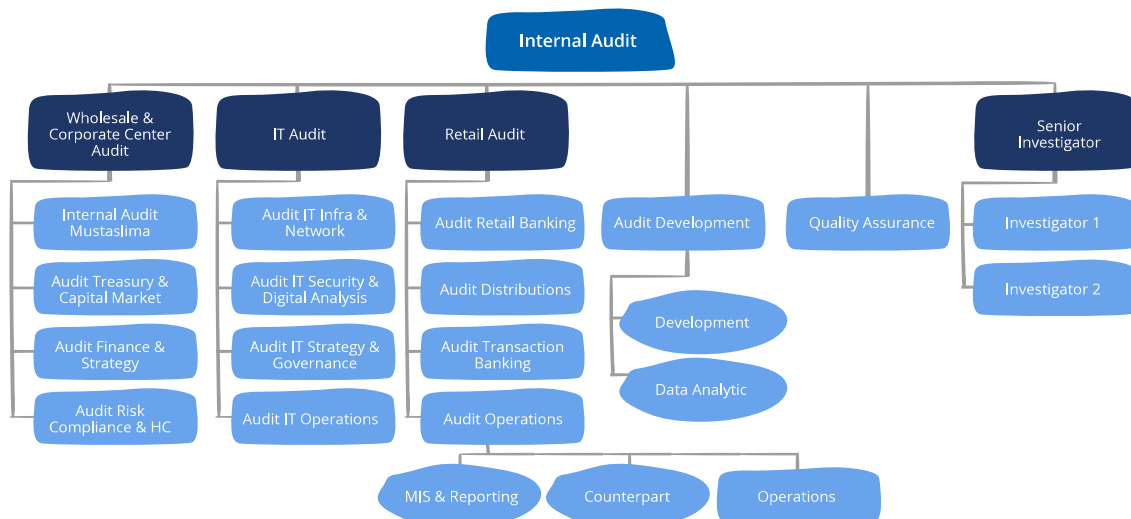 Internal Audit
Wholesale &
Corporate Center
Audit
IT Audit
Retail Audit
Senior
Investigator
Internal Audit
Mustaslima
Audit IT Infra &
Network
Audit Retail Banking
Audit Development
Quality Assurance
Investigator 1
Audit Treasury &
Capital Market
Audit IT Security &
Digital Analysis
Audit Distributions
Investigator 2
Development
Audit Finance &
Strategy
Audit IT Strategy &
Governance
Audit Transaction
Banking
Data Analytic
Audit Risk
Compliance & HC
Audit IT Operations
Audit Operations
MIS & Reporting
Counterpart
Operations